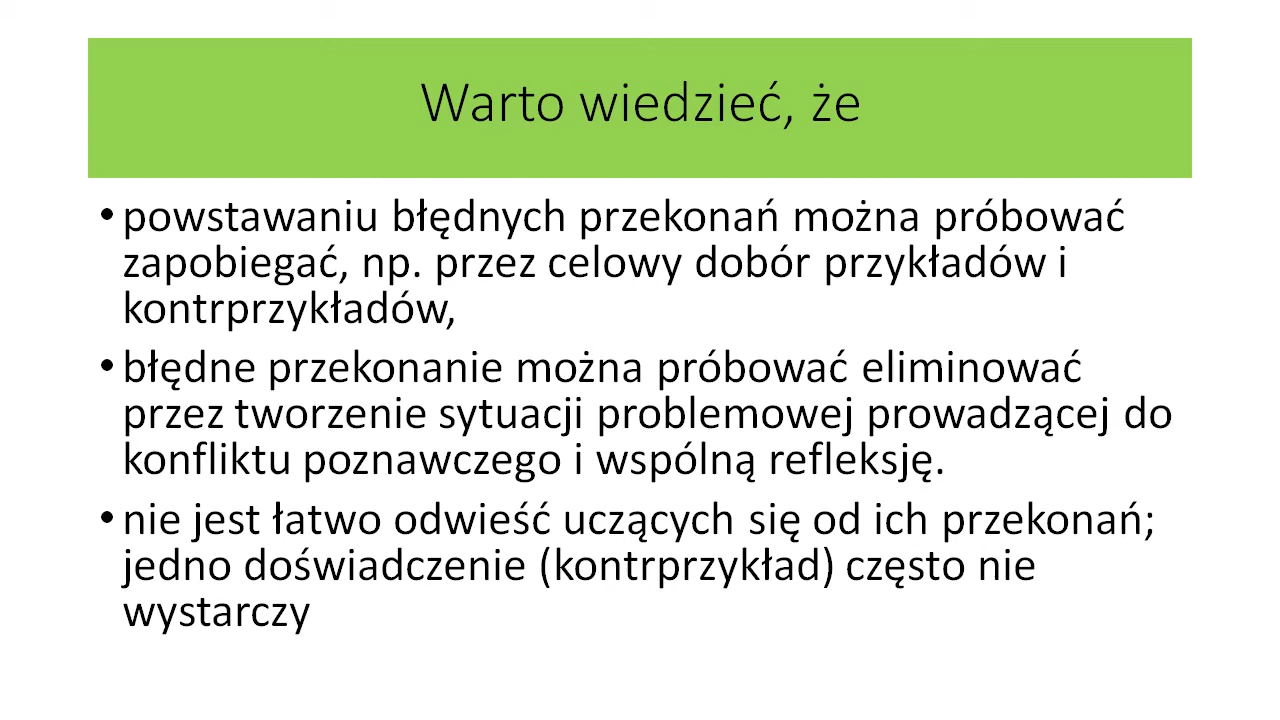 Warto wiedzieć, że
• powstawaniu błędnych przekonań można próbować
zapobiegać, np. przez celowy dobór przykładów i
kontrprzykładów,
• błędne przekonanie można próbować eliminować
przez tworzenie sytuacji problemowej prowadzącej do
konfliktu poznawczego i wspólną refleksję.
• nie jest łatwo odwieść uczących się od ich przekonań;
jedno doświadczenie (kontrprzykład) często nie
wystarczy